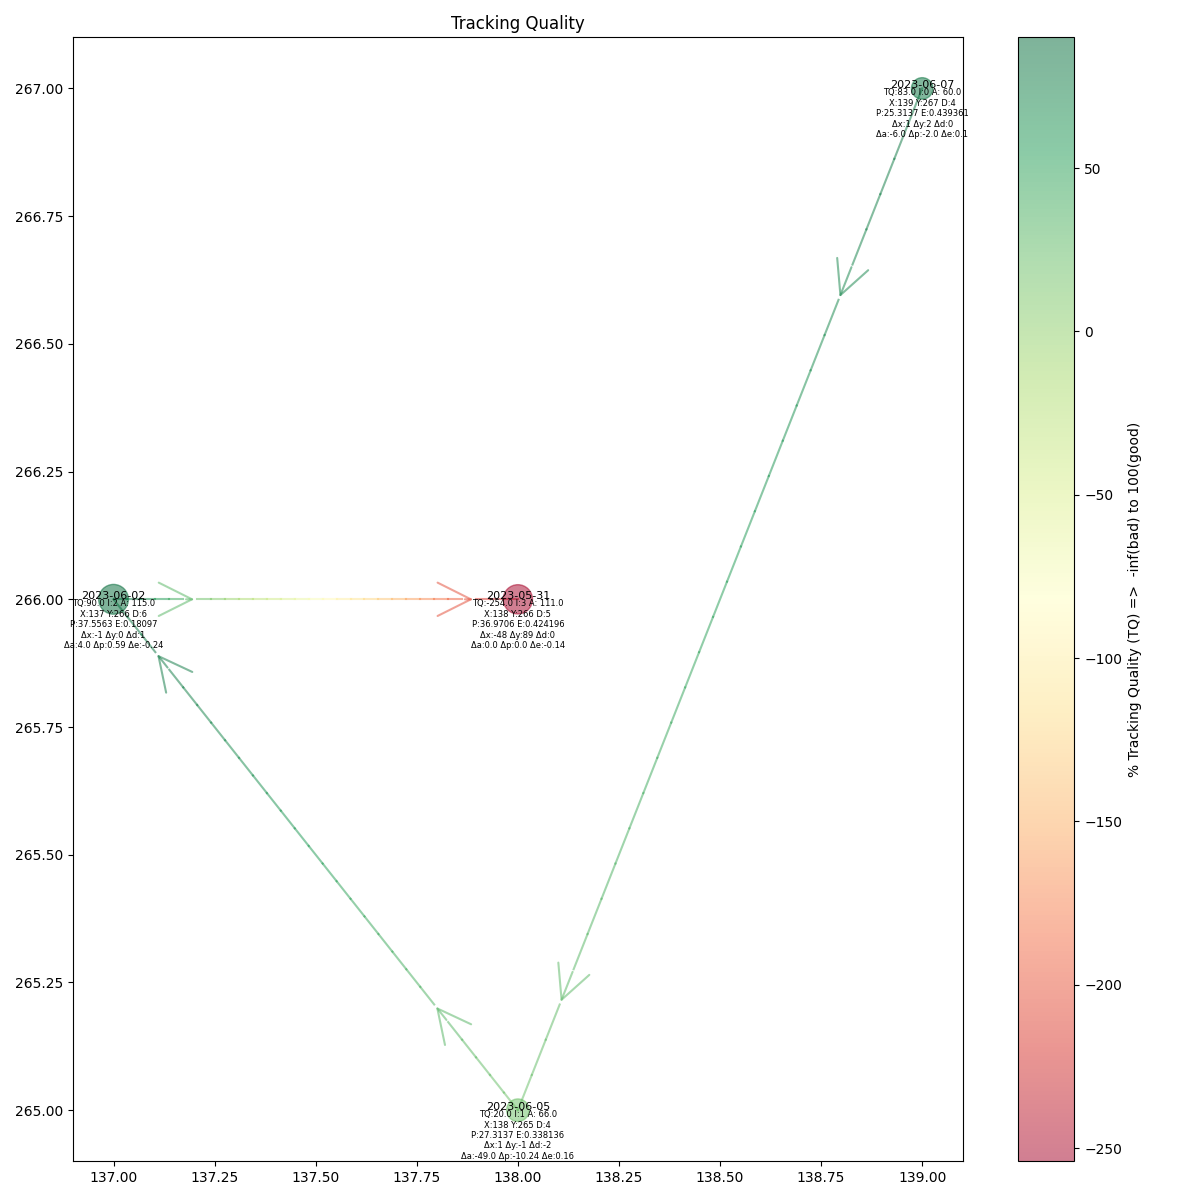 Tracking Quality
267.00
266.75
266.50
266.25
266.00
265.75
265.50
265.25
265.00
2023-06-07
TQ:83.0 I:0 A: 60.0
X:139 Y:267 D:4
P:25.3137 E:0.439361
Δx:1 Δy:2 Δd:0
Δa:-6.0 Δp:-2.0 Δe:0.1
2023-06-02
TQ:90.0 I:2 A: 115.0
X:137 Y:266 D:6
P:37.5563 E:0.18097
Δx:-1 Δy:0 Δd:1
Δa:4.0 Δp:0.59 Δe:-0.24
2023-05-31
TQ:-254.0 I:3 A: 111.0
X:138 Y:266 D:5
P:36.9706 E:0.424196
Δx:-48 Δy:89 Δd:0
Δa:0.0 Δp:0.0 Δe:-0.14
2023-06-05
TQ:20.0 I:1 A: 66.0
X:138 Y:265 D:4
P:27.3137 E:0.338136
Δx:1 Δy:-1 Δd:-2
Δa:-49.0 Δp:-10.24 Δe:0.16
137.00 137.25 137.50 137.75 138.00 138.25 138.50 138.75 139.00
50
0
−50
−100
−150
−200
−250
% Tracking Quality (TQ) => -inf(bad) to 100(good)